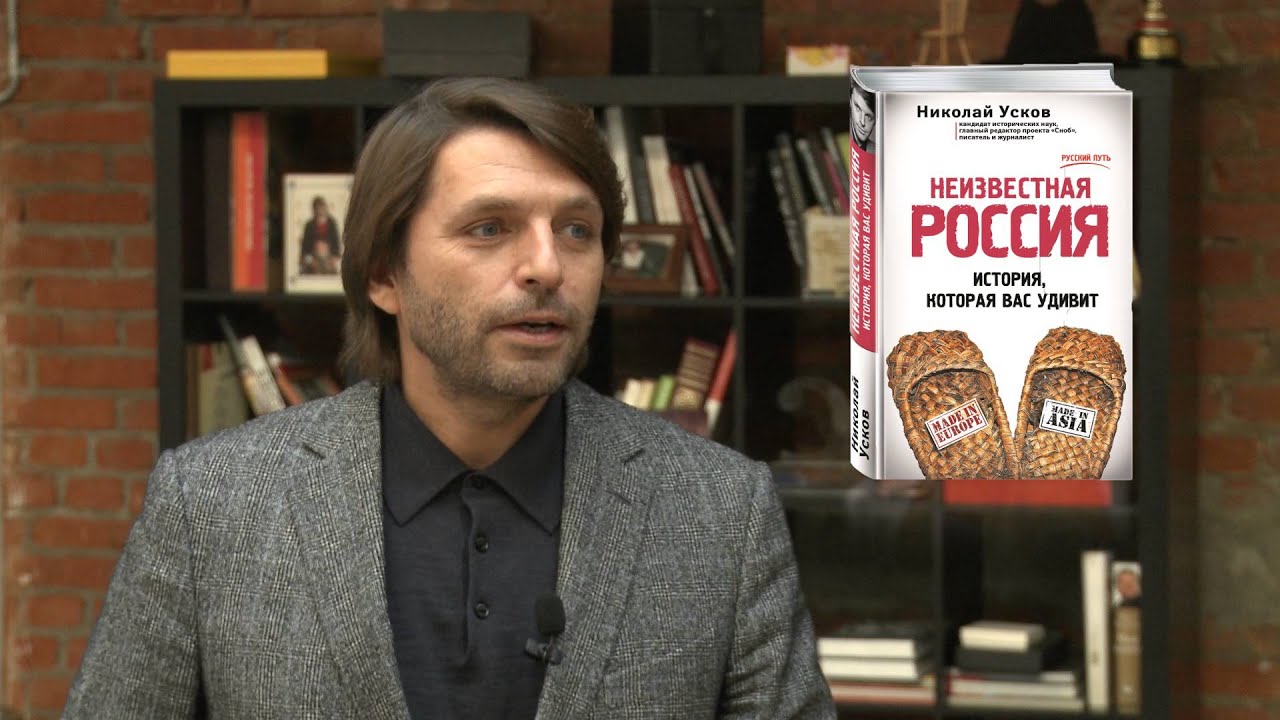 Николай Усков
кандидат исторических наук,
главный редактор проекта «Сноб»,
писатель и журналист
РУССКИЙ ПУТЬ
НЕИЗВЕСТНАЯ
РОССИЯ
ИСТОРИЯ,
КОТОРАЯ ВАС УДИВИТ
MADE IN
EUROPE
MADE IN
ASIA
НЕИЗВЕСТНАЯ РОССИЯ
ИСТОРИЯ, КОТОРАЯ ВАС УДИВИТ
Николай
Усков